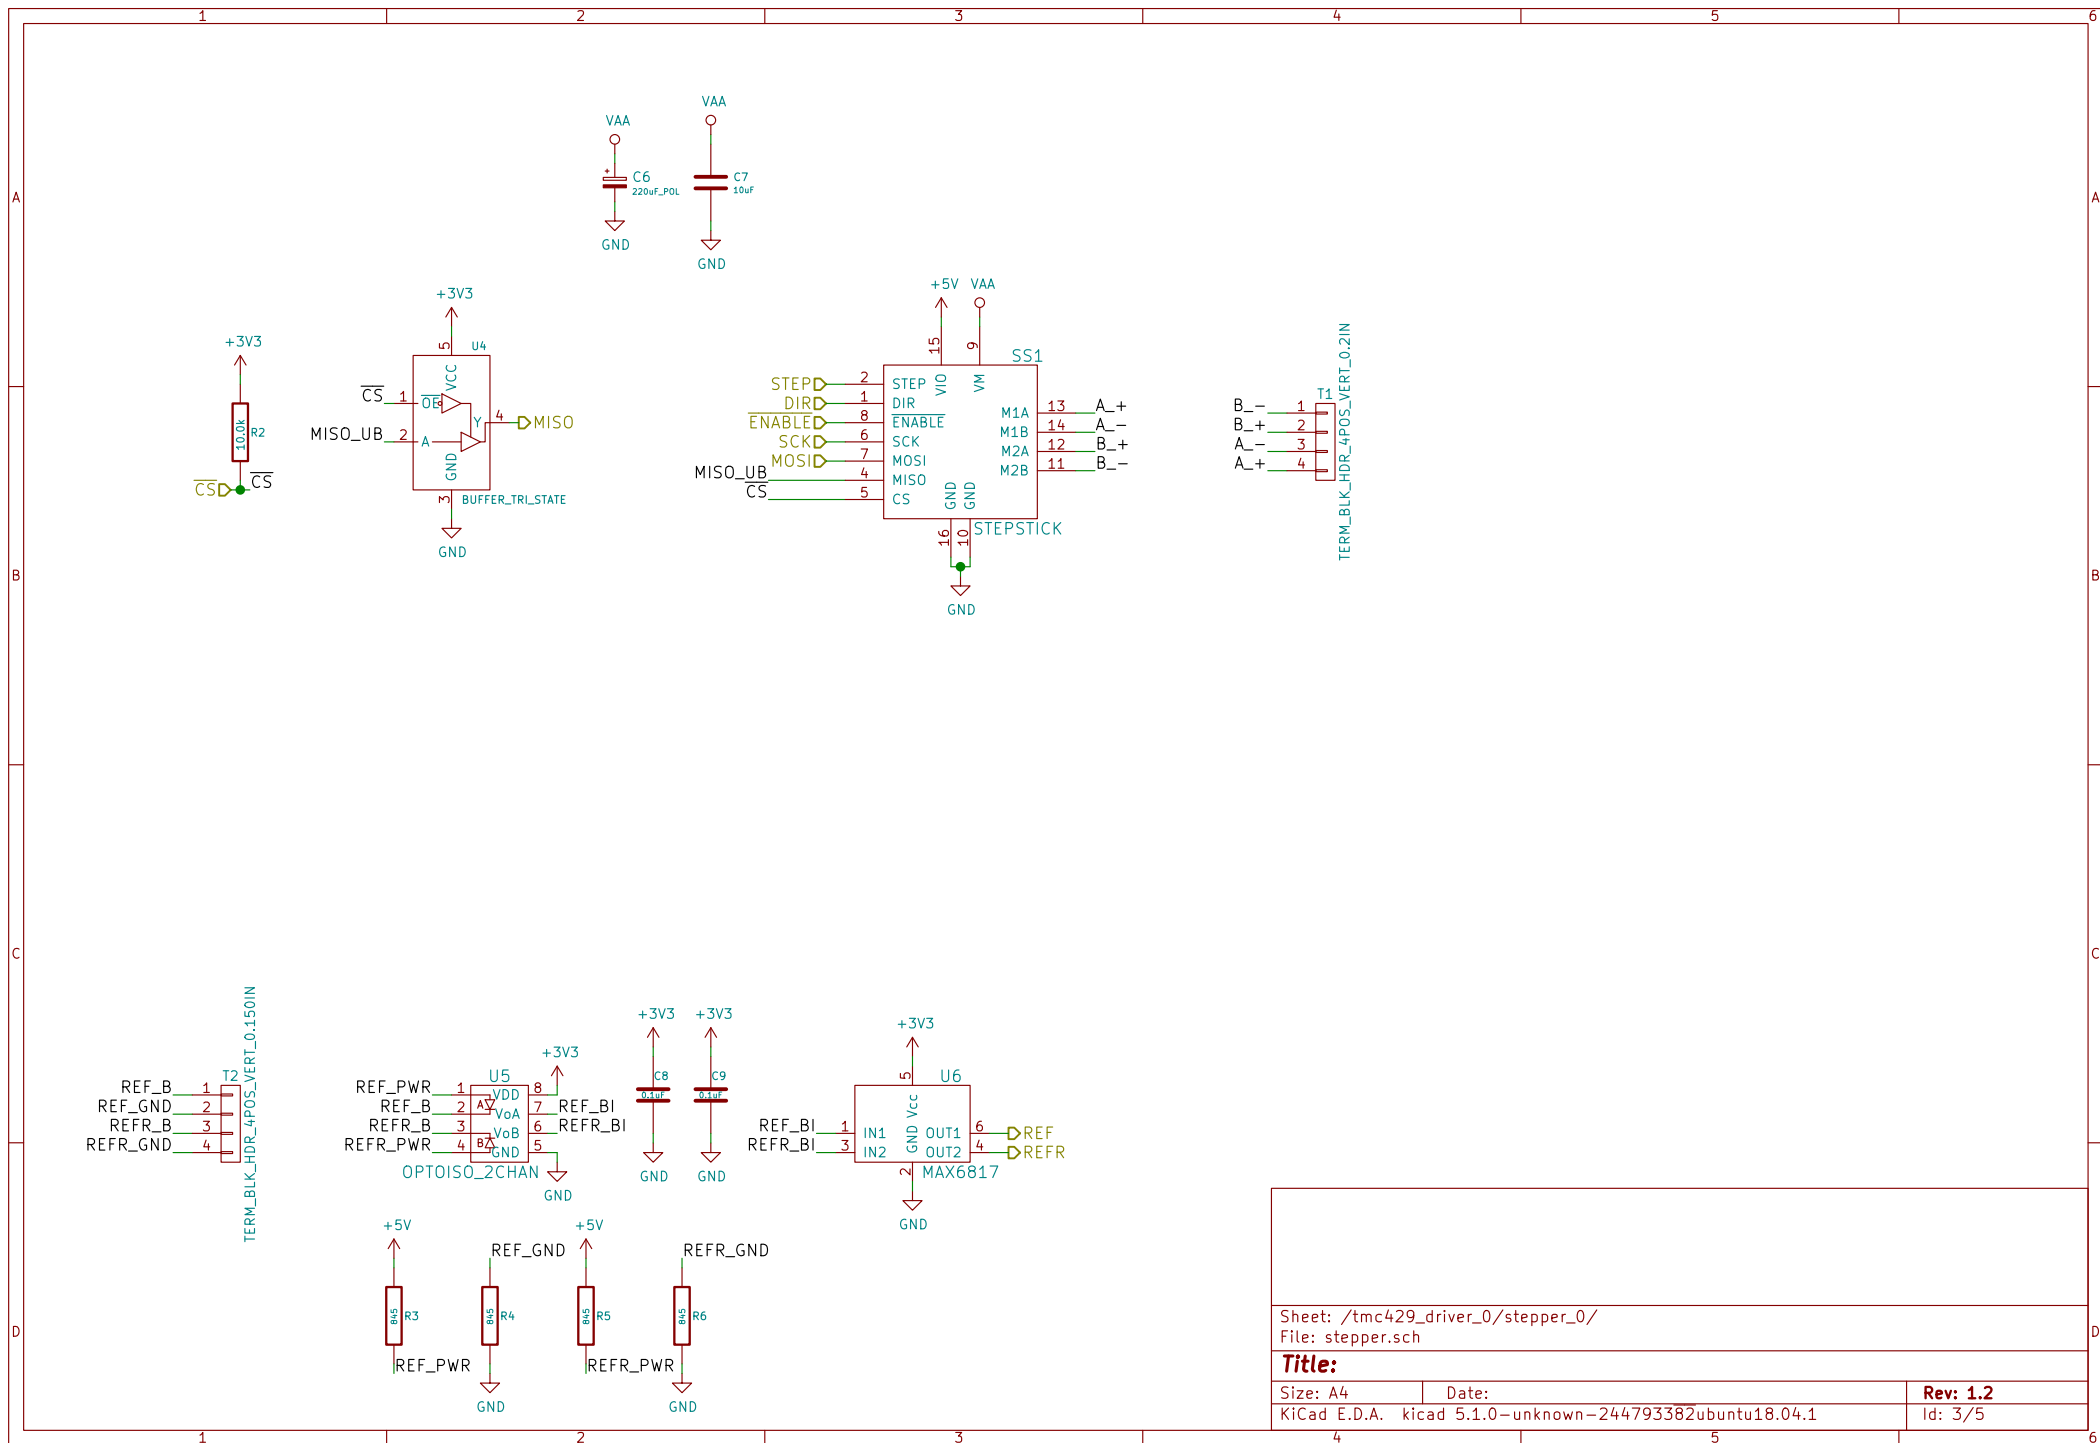 1 2 3 4 5 6
A
B
C
D
A
B
C
D
1 2 3 4 5 6
VAA
C6
220uF_POL
GND
VAA
C7
10uF
GND
+3V3
10.0k
R2
CS
CS
+3V3
5
U4
VCC
CS
1
OE
4
Y
MISO
MISO_UB
2
A
GND
3
BUFFER_TRI_STATE
GND
+5V
VAA
15
9
SS1
VIO
VM
STEP 2 STEP
DIR 1 DIR
ENABLE 8 ENABLE
SCK 6 SCK
MOSI 7 MOSI
MISO_UB 4 MISO
CS 5 CS
M1A 13 A_+
M1B 14 A_-
M2A 12 B_+
M2B 11 B_-
GND
GND
16
10
STEPSTICK
GND
T1
B_- 1
B_+ 2
A_- 3
A_+ 4
TERM_BLK_HDR_4POS_VERT_0.2IN
T2
REF_B 1
REF_GND 2
REFR_B 3
REFR_GND 4
TERM_BLK_HDR_4POS_VERT_0.150IN
+3V3
U5
REF_PWR 1 VDD 8
REF_B 2 A VoA 7 REF_BI
REFR_B 3 VoB 6 REFR_BI
REFR_PWR 4 B GND 5
OPTOISO_2CHAN
GND
+3V3
C8
0.1uF
GND
+3V3
C9
0.1uF
GND
+3V3
5
U6
Vcc
GND
REF_BI 1 IN1 OUT1 6 REF
REFR_BI 3 IN2 OUT2 4 REFR
2
MAX6817
GND
+5V
845
R3
REF_PWR
REF_GND
845
R4
GND
+5V
845
R5
REFR_PWR
REFR_GND
845
R6
GND
Sheet: /tmc429_driver_0/stepper_0/
File: stepper.sch
Title:
Size: A4 Date: Rev: 1.2
KiCad E.D.A. kicad 5.1.0-unknown-244793382ubuntu18.04.1 Id: 3/5